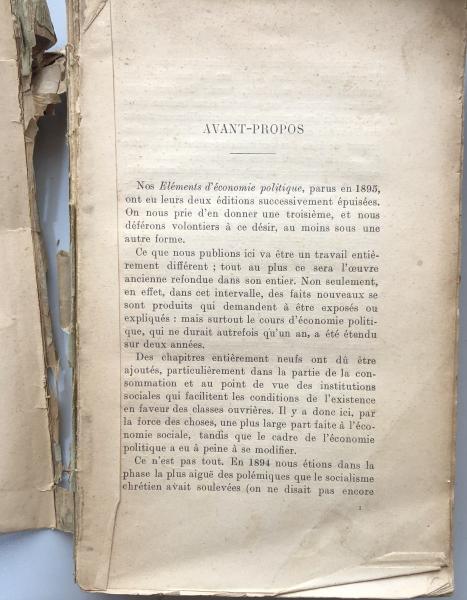 AVANT-PROPOS
Nos Eléments d'économie politique, parus en 1895,
ont eu leurs deux éditions successivement épuisées.
On nous prie d'en donner une troisième, et nous
déférons volontiers à ce désir, au moins sous une
autre forme.
Ce que nous publions ici va être un travail entiè-
rement différent ; tout au plus ce sera l'œuvre
ancienne refondue dans son entier. Non seulement,
en effet, dans cet intervalle, des faits nouveaux se
sont produits qui demandent à être exposés ou
expliqués : mais surtout le cours d'économie politi-
que, qui ne durait autrefois qu'un an, a été étendu
sur deux années.
Des chapitres entièrement neufs ont dû être
ajoutés, particulièrement dans la partie de la con-
sommation et au point de vue des institutions
sociales qui facilitent les conditions de l'existence
en faveur des classes ouvrières. Il y a donc ici, par
la force des choses, une plus large part faite à l'éco-
nomie sociale, tandis que le cadre de l'économie
politique a eu à peine à se modifier.
Ce n'est pas tout. En 1894 nous étions dans la
phase la plus aiguë des polémiques que le socialisme
chrétien avait soulevées (on ne disait pas encore
1